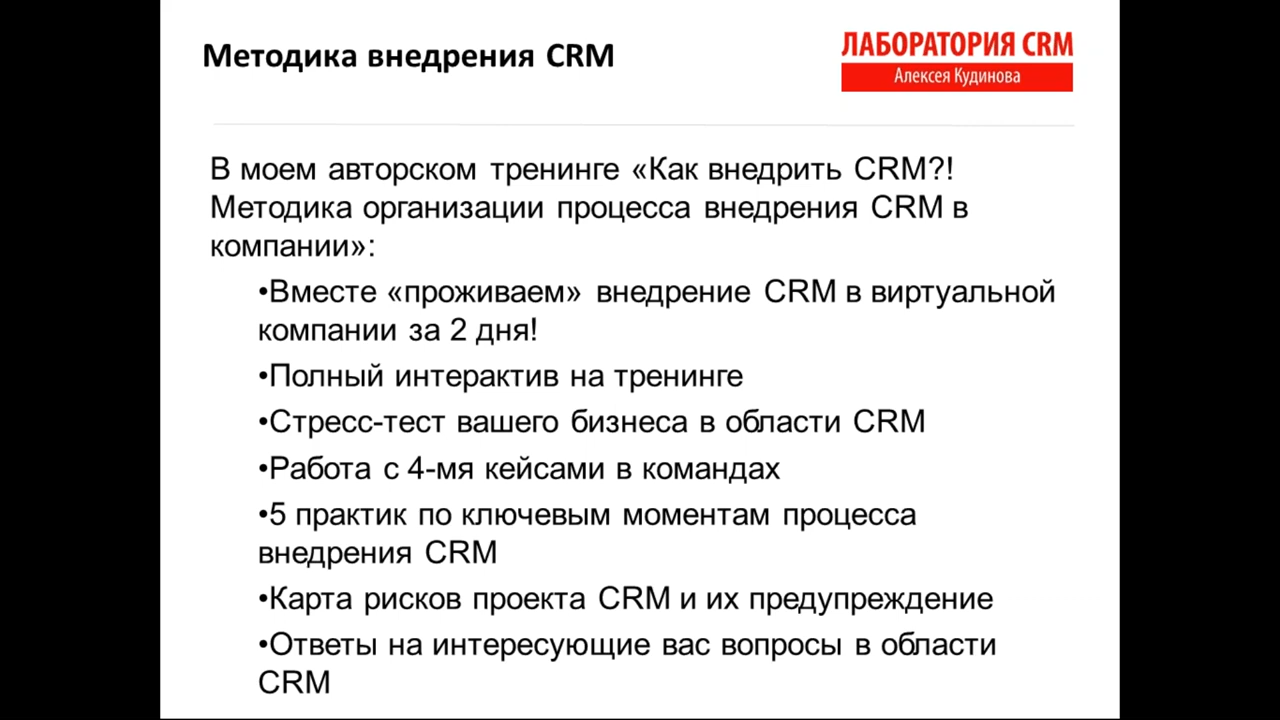 Методика внедрения CRM
ЛАБОРАТОРИЯ CRM
Алексея Кудинова
В моем авторском тренинге «Как внедрить CRM?!
Методика организации процесса внедрения CRM в
компании»:
•Вместе «проживаем» внедрение CRM в виртуальной
компании за 2 дня!
•Полный интерактив на тренинге
•Стресс-тест вашего бизнеса в области CRM
•Работа с 4-мя кейсами в командах
•5 практик по ключевым моментам процесса
внедрения CRM
•Карта рисков проекта CRM и их предупреждение
•Ответы на интересующие вас вопросы в области
CRM